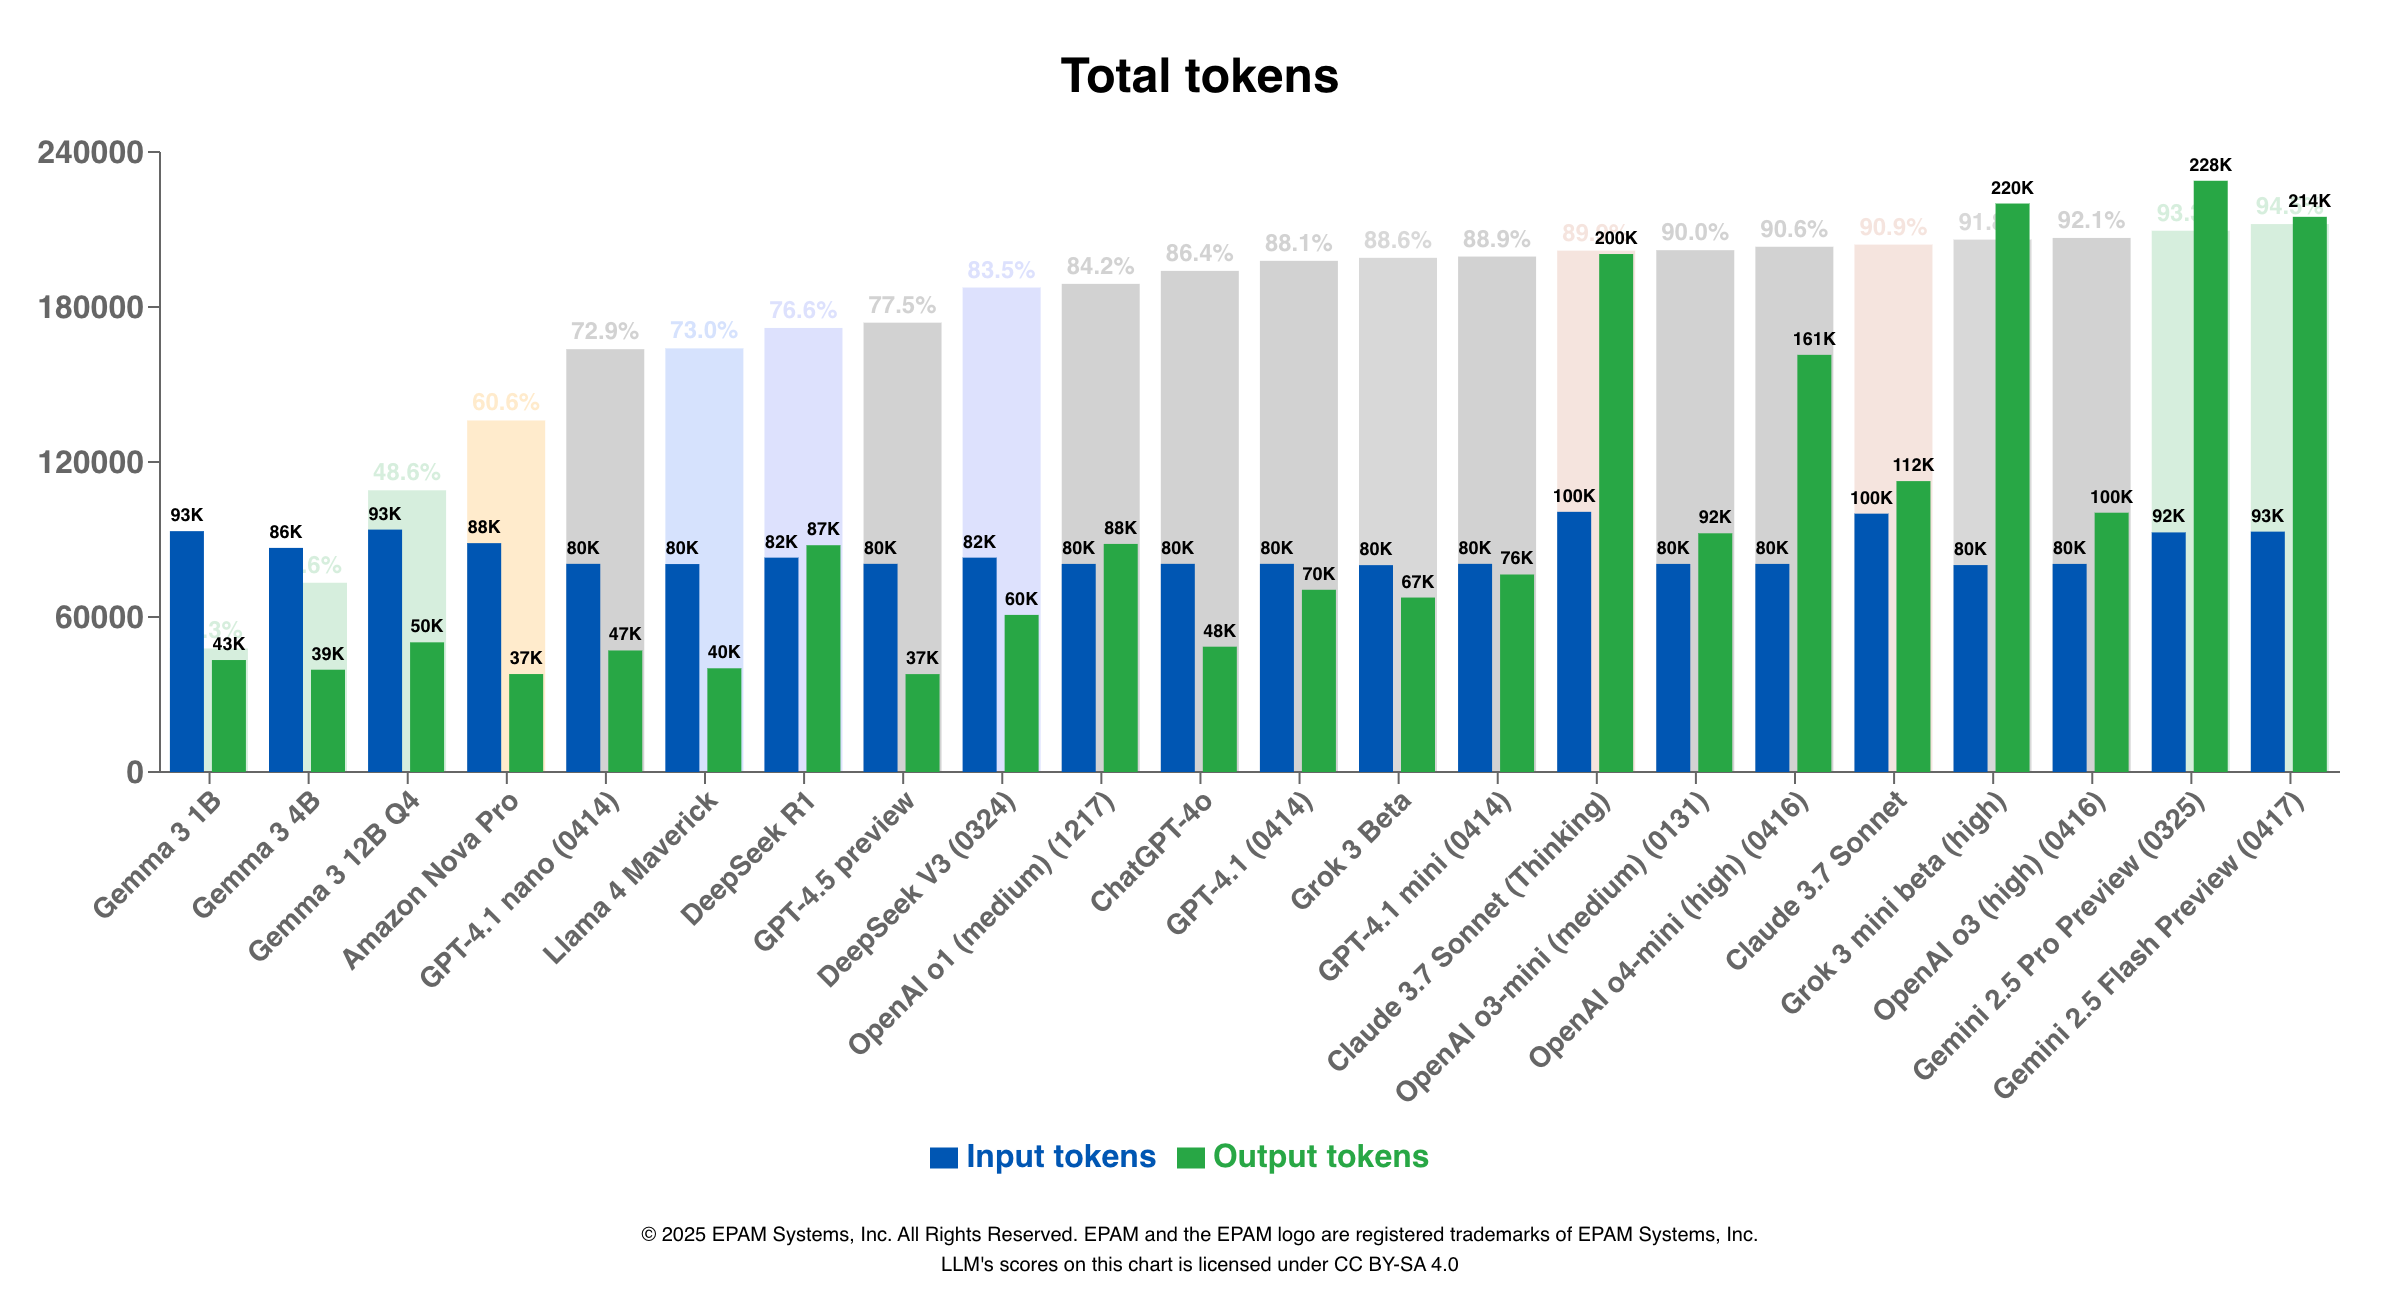 Total tokens
240000
180000
120000
60000
0
93K
43K
86K
39K
48.6%
93K
50K
60.6%
88K
37K
72.9%
80K
47K
73.0%
80K
40K
76.6%
82K
87K
77.5%
80K
37K
83.5%
82K
60K
84.2%
80K
88K
86.4%
80K
48K
88.1%
80K
70K
88.6%
80K
67K
88.9%
80K
76K
100K
200K
90.0%
80K
92K
90.6%
80K
161K
90.9%
100K
112K
80K
220K
92.1%
80K
100K
92K
228K
93K
214K
Gemma 3 1B
Gemma 3 4B
Gemma 3 12B Q4
Amazon Nova Pro
GPT-4.1 nano (0414)
Llama 4 Maverick
DeepSeek R1
GPT-4.5 preview
DeepSeek V3 (0324)
OpenAI o1 (medium) (1217)
ChatGPT-4o
GPT-4.1 (0414)
Grok 3 Beta
GPT-4.1 mini (0414)
Claude 3.7 Sonnet (Thinking)
OpenAI o3-mini (medium) (0131)
OpenAI o4-mini (high) (0416)
Claude 3.7 Sonnet
Grok 3 mini beta (high)
OpenAI o3 (high) (0416)
Gemini 2.5 Pro Preview (0325)
Gemini 2.5 Flash Preview (0417)
Input tokens
Output tokens
© 2025 EPAM Systems, Inc. All Rights Reserved. EPAM and the EPAM logo are registered trademarks of EPAM Systems, Inc.
LLM's scores on this chart is licensed under CC BY-SA 4.0